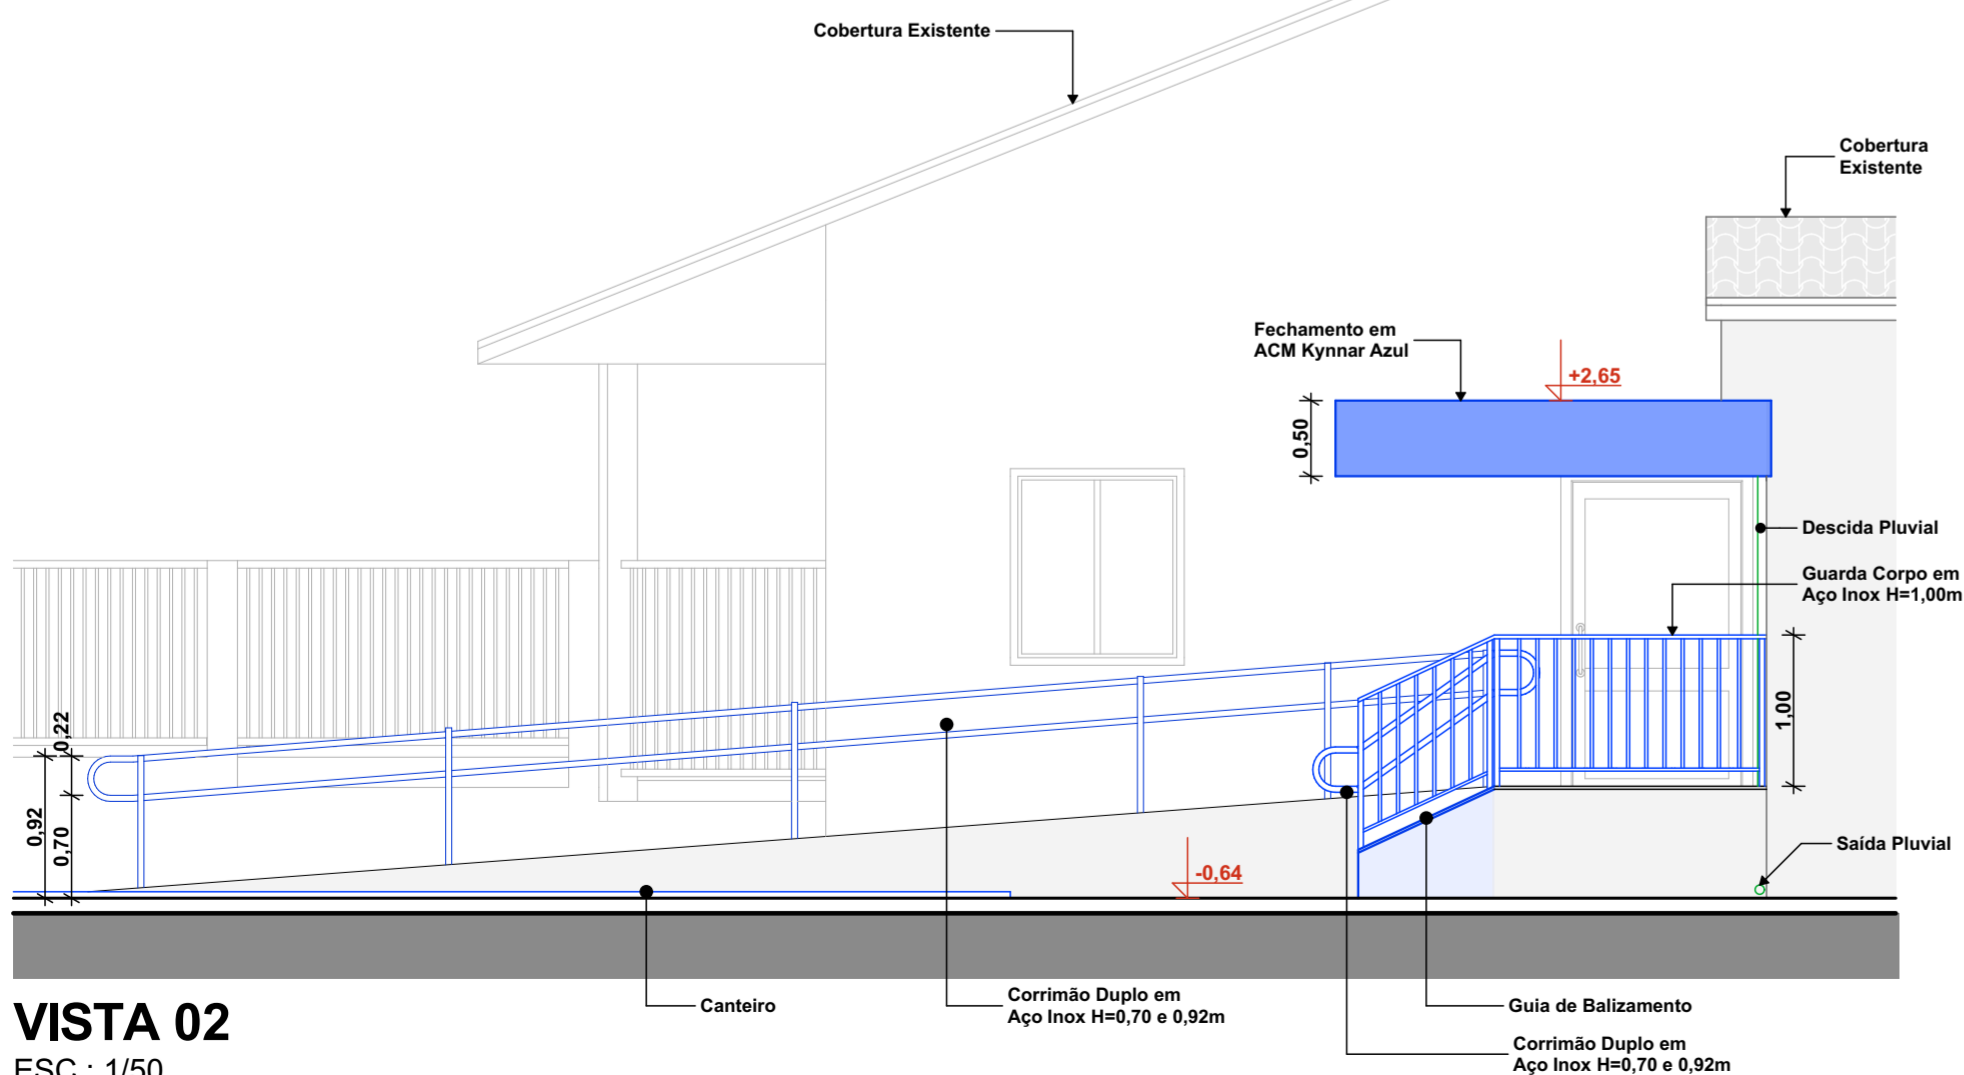 Cobertura Existente
Cobertura
Existente
Fechamento em
ACM Kynnar Azul
+2,65
0,50
Descida Pluvial
Guarda Corpo em
Aço Inox H=1,00m
1,00
0,22
0,92
0,70
-0,64
Saída Pluvial
Canteiro
Corrimão Duplo em
Aço Inox H=0,70 e 0,92m
Guia de Balizamento
Corrimão Duplo em
Aço Inox H=0,70 e 0,92m
VISTA 02
ESC.: 1/50